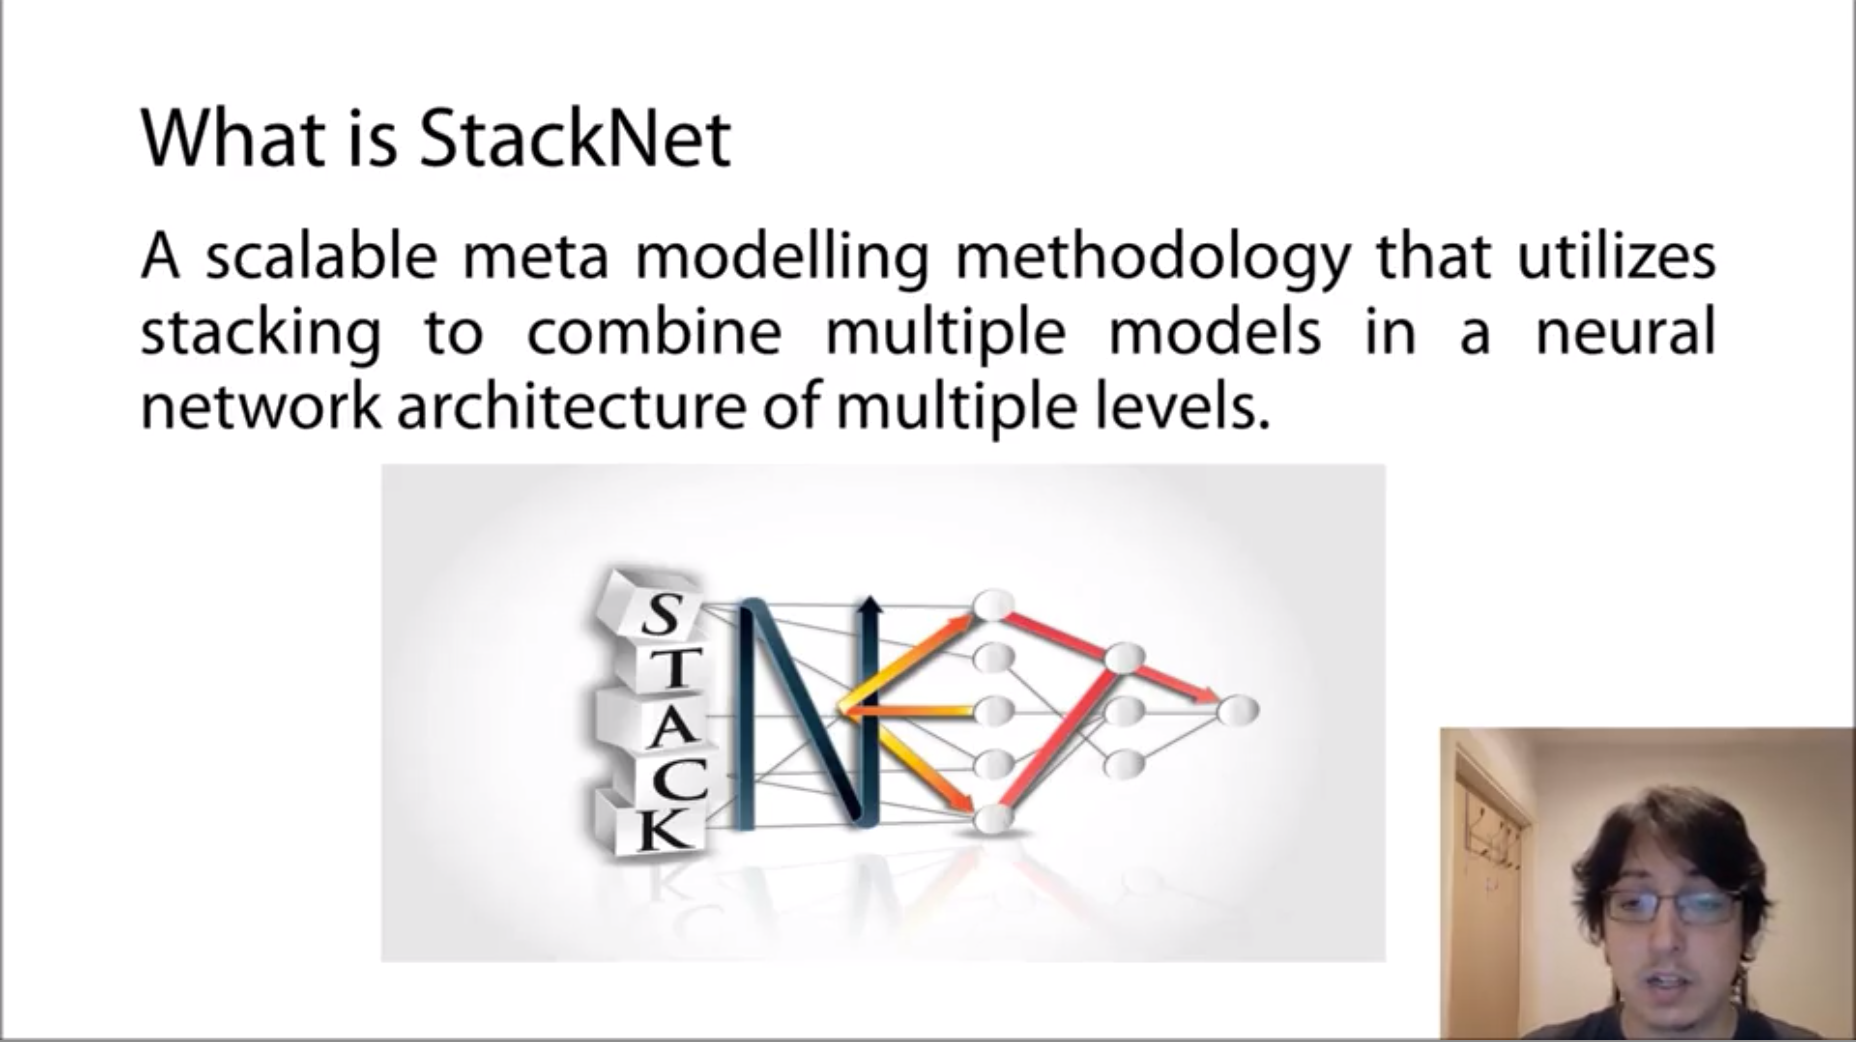 What is StackNet
A scalable meta modelling methodology that utilizes
stacking to combine multiple models in a neural
network architecture of multiple levels.
S
T
A
C
K
N